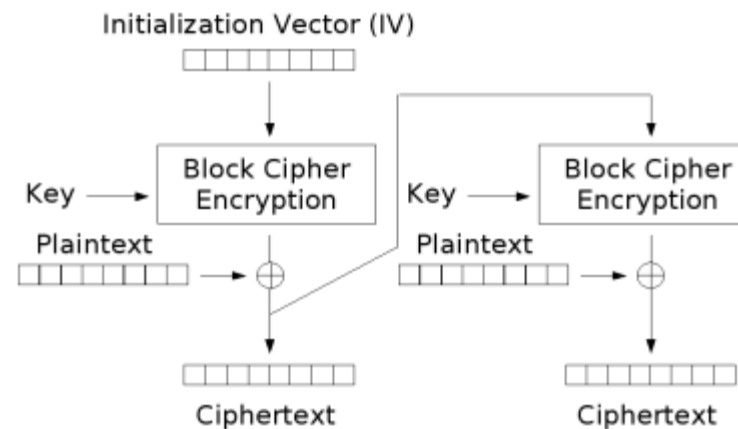 Initialization Vector (IV)
Block Cipher
Encryption
Key
Plaintext
Ciphertext
Block Cipher
Encryption
Key
Plaintext
Ciphertext